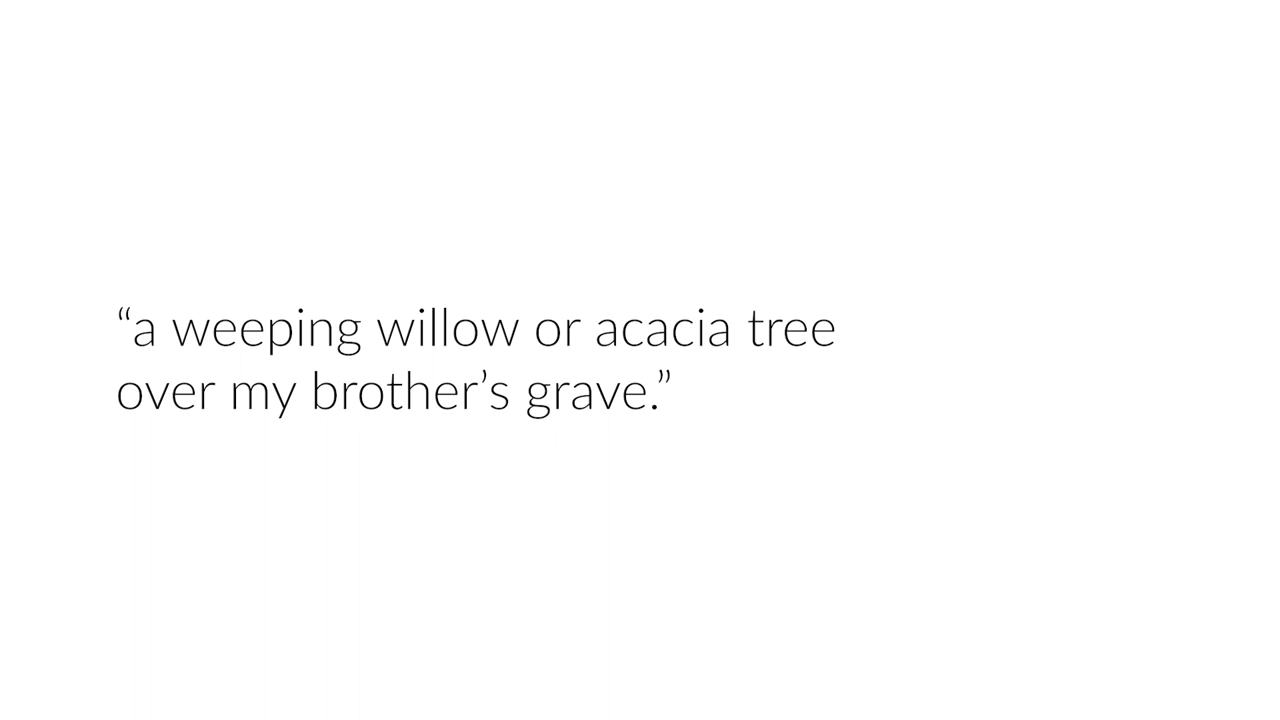 “a weeping willow or acacia tree
over my brother’s grave.”